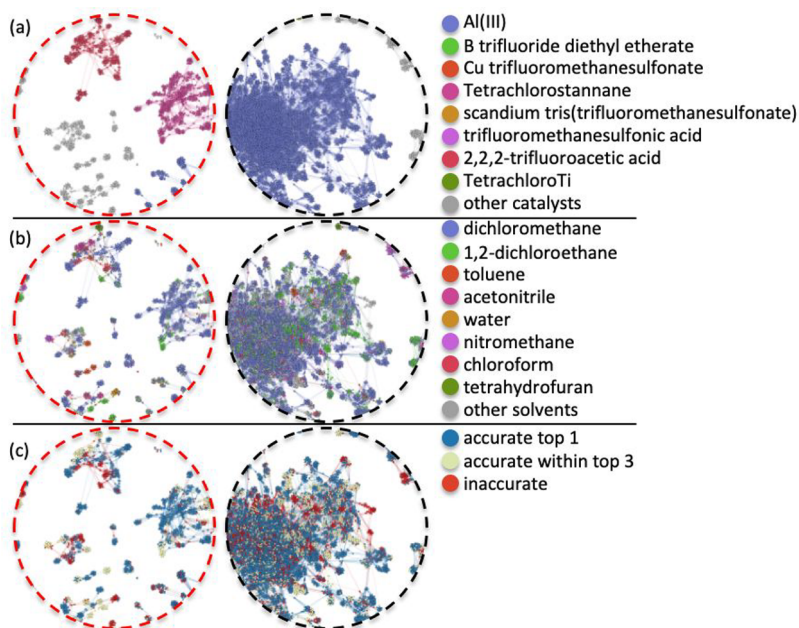 (a)
Al(III)
B trifluoride diethyl etherate
Cu trifluoromethanesulfonate
Tetrachlorostannane
scandium tris(trifluoromethanesulfonate)
trifluoromethanesulfonic acid
2,2,2-trifluoroacetic acid
TetrachloroTi
other catalysts
(b)
dichloromethane
1,2-dichloroethane
toluene
acetonitrile
water
nitromethane
chloroform
tetrahydrofuran
other solvents
(c)
accurate top 1
accurate within top 3
inaccurate